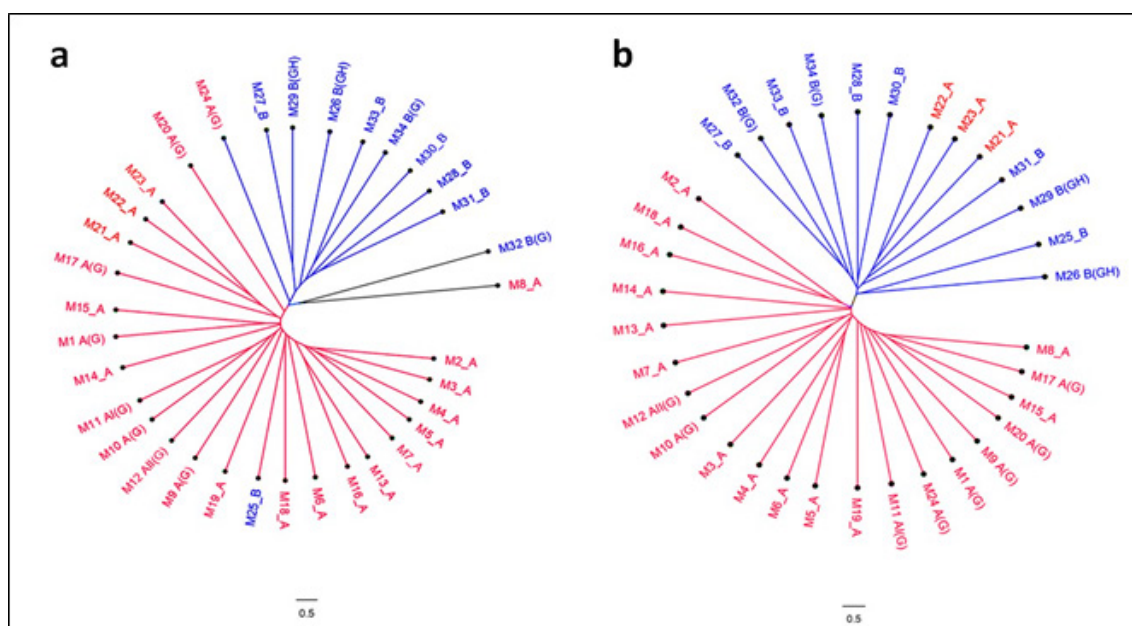 a
M24 A(G)
M27_B
M29 B(GH)
M26 B(GH)
M33_B
M34 B(G)
M30_B
M28_B
M31_B
M32 B(G)
M8_A
M2_A
M3_A
M4_A
M5_A
M7_A
M13_A
M16_A
M6_A
M18_A
M25_B
M19_A
M9 A(G)
M12 AII(G)
M10 A(G)
M11 AI(G)
M14_A
M1 A(G)
M15_A
M17 A(G)
M21_A
M22_A
M23_A
M20 A(G)
0.5
b
M27_B
M32 B(G)
M33_B
M34 B(G)
M28_B
M30_B
M22_A
M23_A
M21_A
M31_B
M29 B(GH)
M25_B
M26 B(GH)
M8_A
M17 A(G)
M15_A
M20 A(G)
M9 A(G)
M1 A(G)
M24 A(G)
M11 AI(G)
M19_A
M5_A
M6_A
M4_A
M3_A
M10 A(G)
M12 AII(G)
M7_A
M13_A
M14_A
M16_A
M18_A
M2_A
0.5